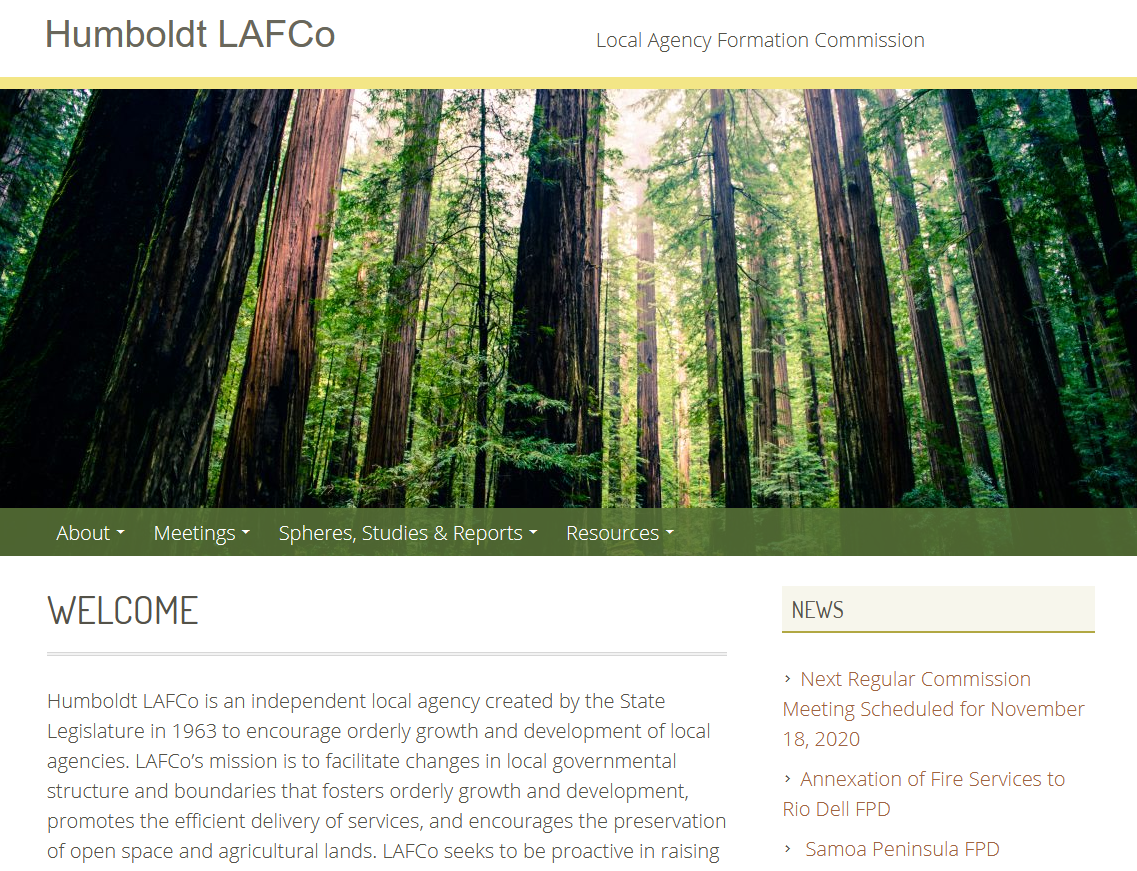 Humboldt LAFCo
Local Agency Formation Commission
About
Meetings
Spheres, Studies & Reports
Resources
WELCOME
Humboldt LAFCo is an independent local agency created by the State
Legislature in 1963 to encourage orderly growth and development of local
agencies. LAFCo’s mission is to facilitate changes in local governmental
structure and boundaries that fosters orderly growth and development,
promotes the efficient delivery of services, and encourages the preservation
of open space and agricultural lands. LAFCo seeks to be proactive in raising
NEWS
Next Regular Commission
Meeting Scheduled for November
18, 2020
Annexation of Fire Services to
Rio Dell FPD
Samoa Peninsula FPD